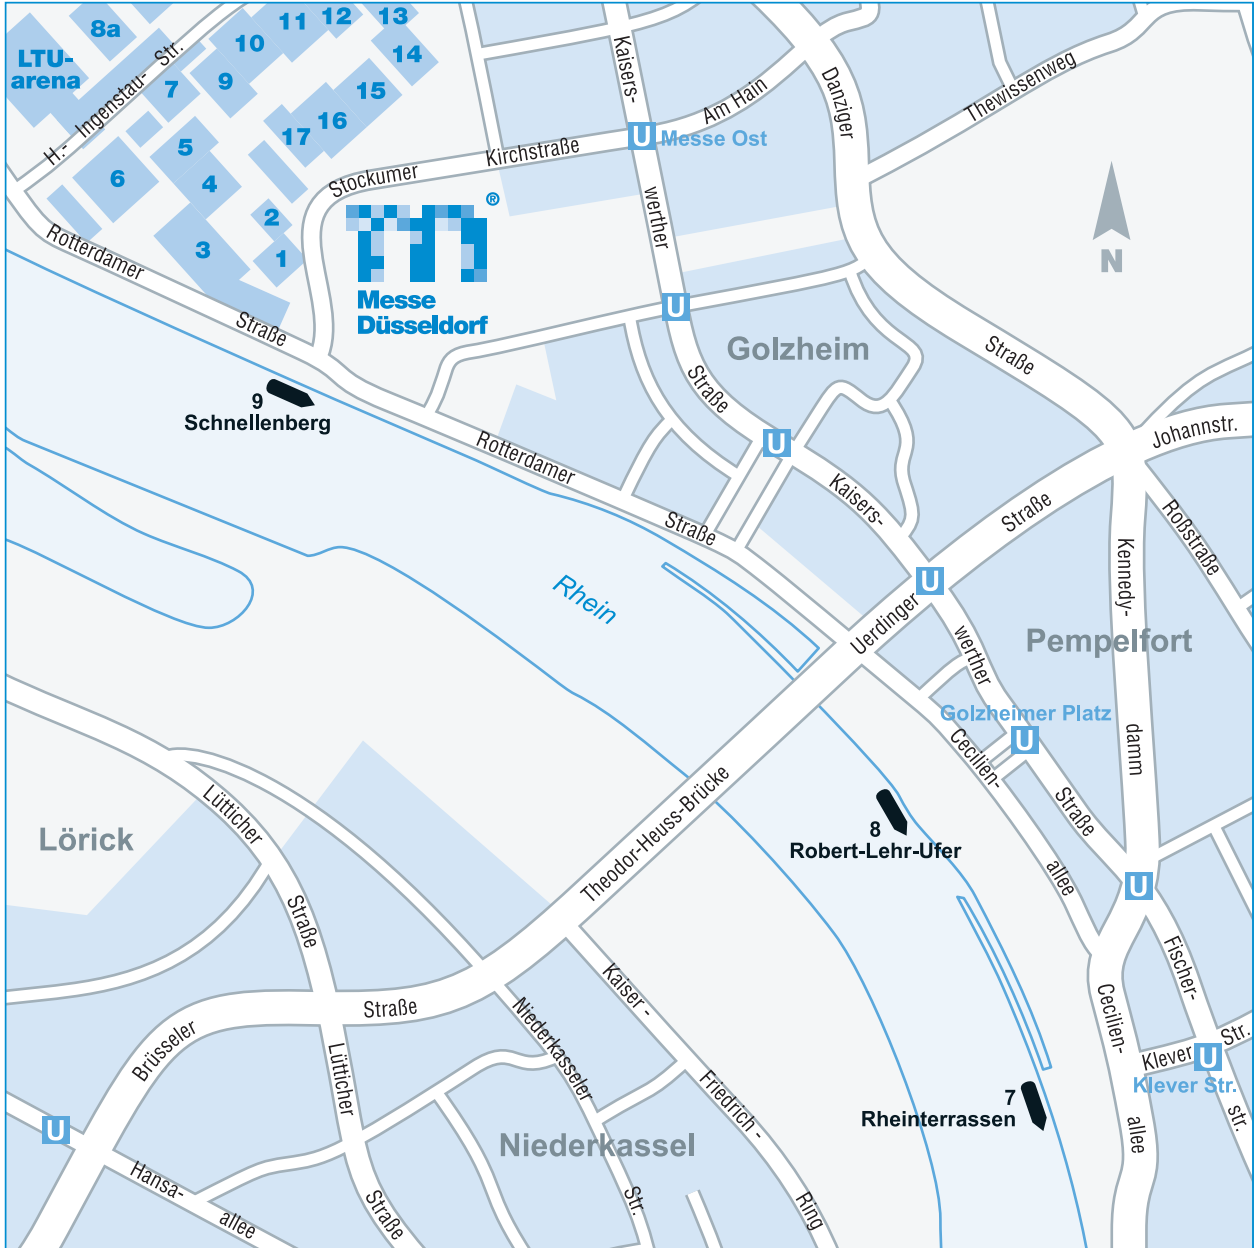 8a
11
12
13
10
14
LTU-
arena
H.- Ingenstau- Str.
7
9
15
16
17
5
6
4
2
3
1
Kaisers-
werther
Straße
Kaisers-
werther
Straße
Danziger
Straße
Thewissenweg
Am Hain
U Messe Ost
Stockumer
Kirchstraße
®
Messe
Düsseldorf
N
U
Golzheim
Rotterdamer
Straße
9
Schnellenberg
Rotterdamer
Straße
U
Johannstr.
Roßstraße
Uerdinger
Straße
U
Kennedy-
damm
Rhein
Pempelfort
Golzheimer Platz
U
Cecilien-
allee
Theodor-Heuss-Brücke
8
Robert-Lehr-Ufer
U
Lörick
Lütticher
Straße
Lütticher
Straße
Brüsseler
Straße
Niederkasseler
Str.
Kaiser -
Friedrich -
Ring
Fischer-
str.
Cecilien-
allee
Klever
Str.
U
Klever Str.
7
Rheinterrassen
Niederkassel
U
Hansa-
allee